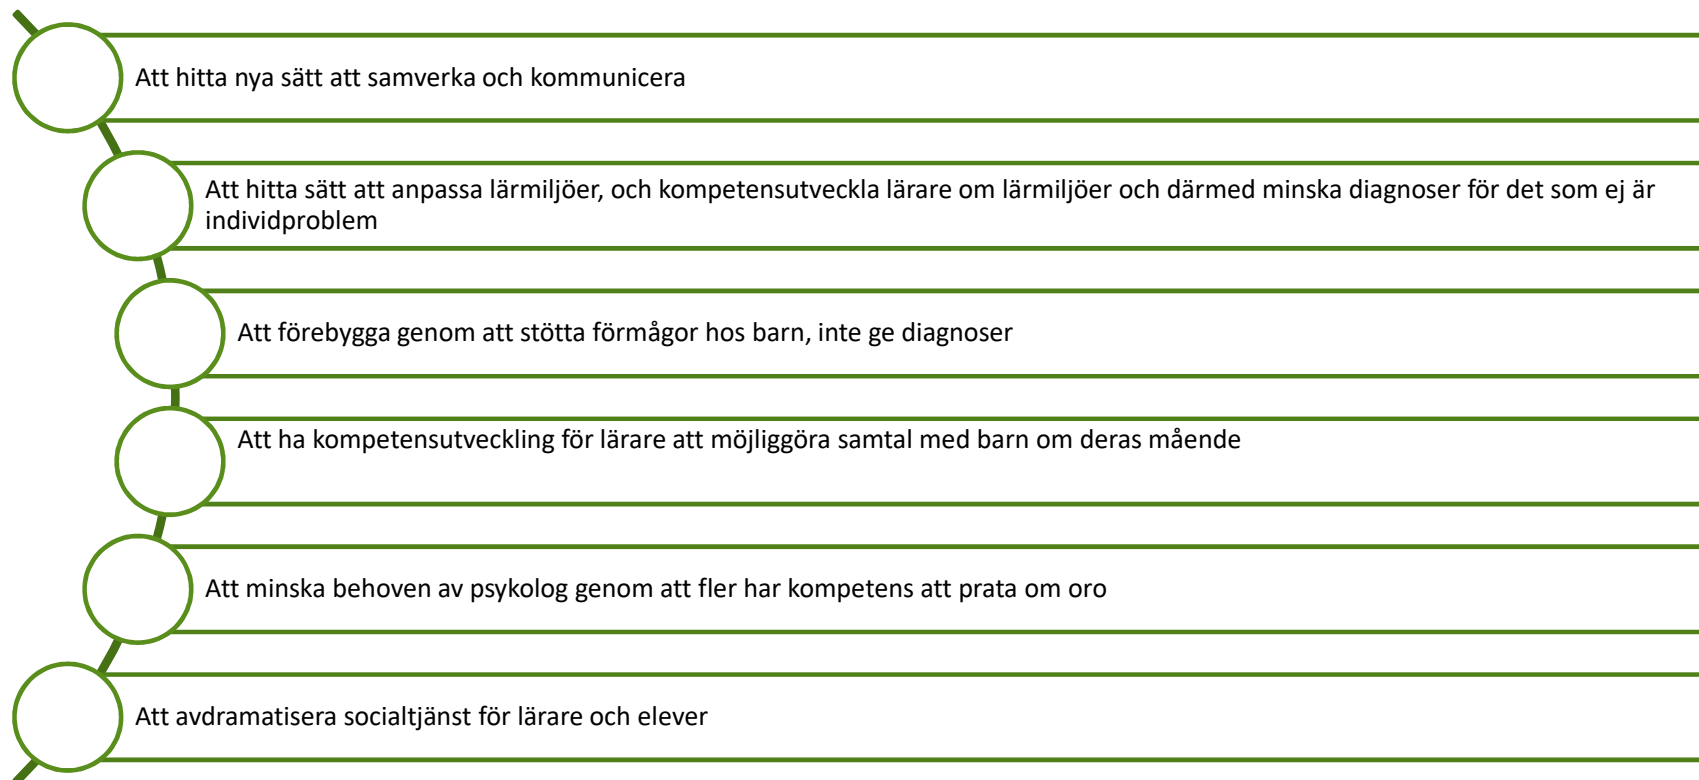 Att hitta nya sätt att samverka och kommunicera
Att hitta sätt att anpassa lärmiljöer, och kompetensutveckla lärare om lärmiljöer och därmed minska diagnoser för det som ej är
individproblem
Att förebygga genom att stötta förmågor hos barn, inte ge diagnoser
Att ha kompetensutveckling för lärare att möjliggöra samtal med barn om deras mående
Att minska behoven av psykolog genom att fler har kompetens att prata om oro
Att avdramatisera socialtjänst för lärare och elever